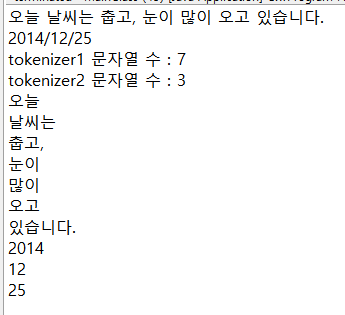 오늘 날씨는 춥고, 눈이 많이 오고 있습니다.
2014/12/25
tokenizer1 문자열 수 : 7
tokenizer2 문자열 수 : 3
오늘
날씨는
춥고,
눈이
많이
오고
있습니다.
2014
12
25